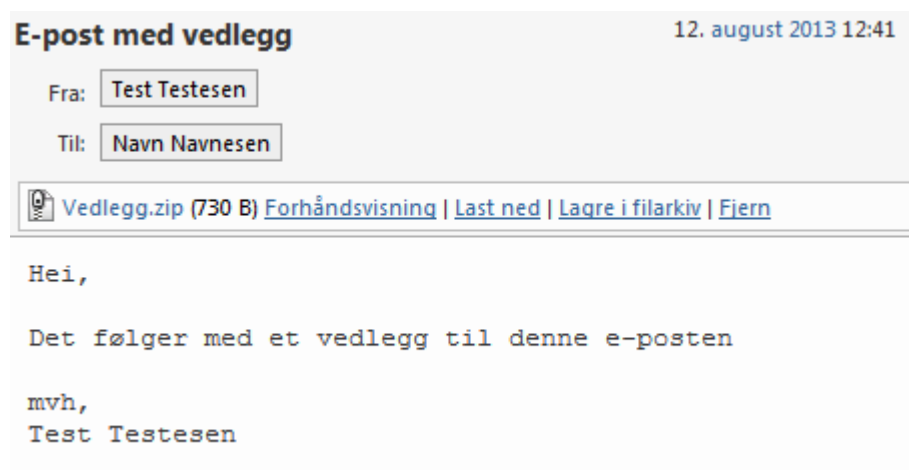 E-post med vedlegg 12. august 2013 12:41
Fra: Test Testesen
Til: Navn Navnesen
Vedlegg.zip (730 B) Forhåndsvisning | Last ned | Lagre i filarkiv | Fjern
Hei,
Det følger med et vedlegg til denne e-posten
mvh,
Test Testesen